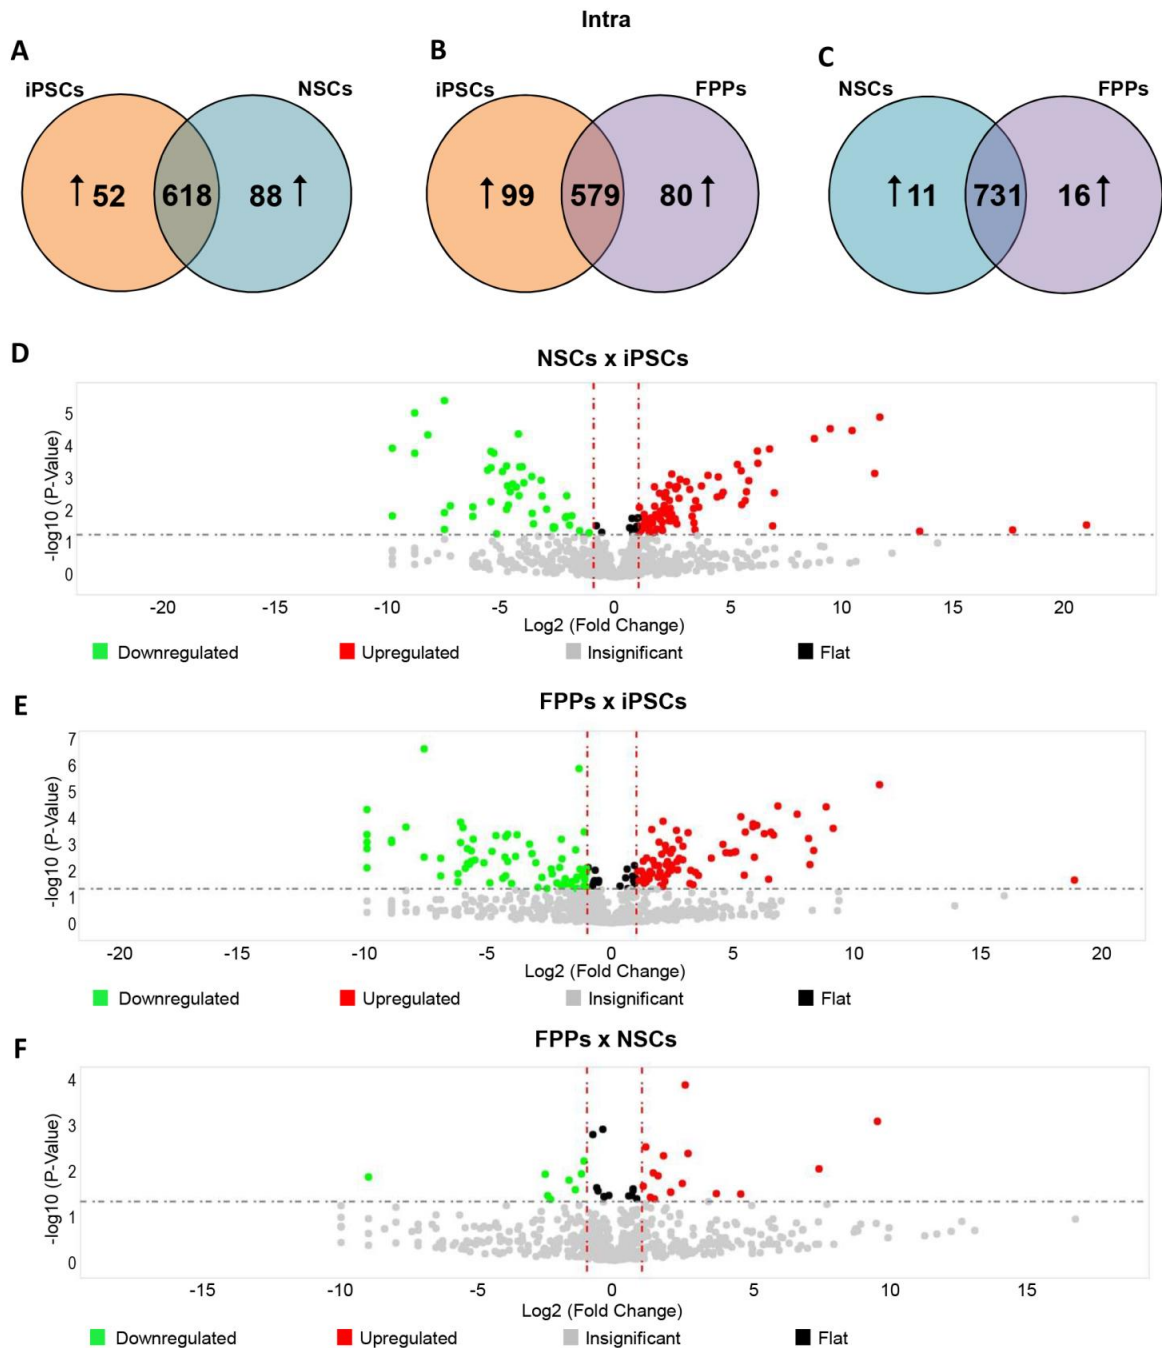 Intra
A
B
C
iPSCs
NSCs
iPSCs
FPPs
NSCs
FPPs
↑ 52
618
88 ↑
↑ 99
579
80 ↑
↑ 11
731
16 ↑
D
NSCs x iPSCs
-log10 (P-Value)
5
4
3
2
1
0
-20 -15 -10 -5 0 5 10 15 20
Log2 (Fold Change)
Downregulated Upregulated Insignificant Flat
E
FPPs x iPSCs
-log10 (P-Value)
7
6
5
4
3
2
1
0
-20 -15 -10 -5 0 5 10 15 20
Log2 (Fold Change)
Downregulated Upregulated Insignificant Flat
F
FPPs x NSCs
-log10 (P-Value)
4
3
2
1
0
-15 -10 -5 0 5 10 15
Log2 (Fold Change)
Downregulated Upregulated Insignificant Flat